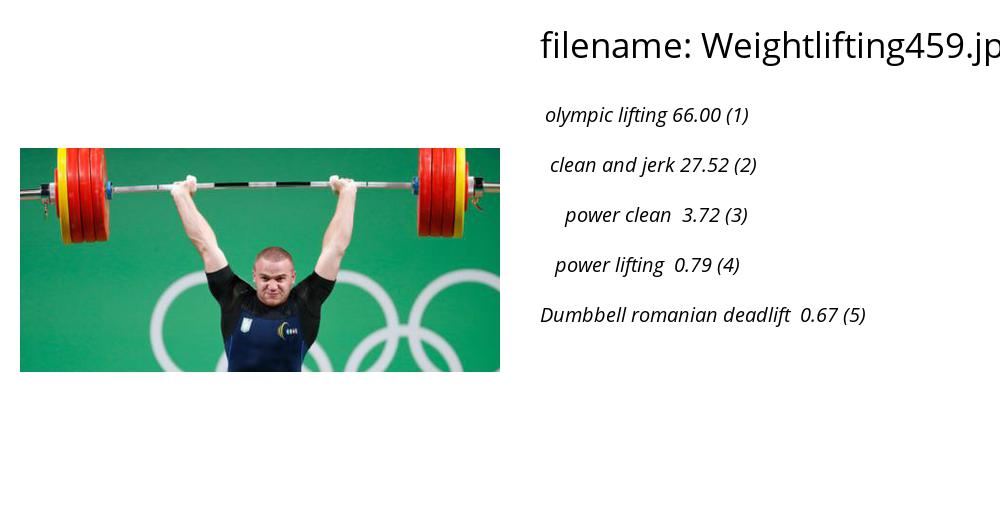 filename: Weightlifting459.jp
olympic lifting 66.00 (1)
clean and jerk 27.52 (2)
power clean 3.72 (3)
power lifting 0.79 (4)
Dumbbell romanian deadlift 0.67 (5)